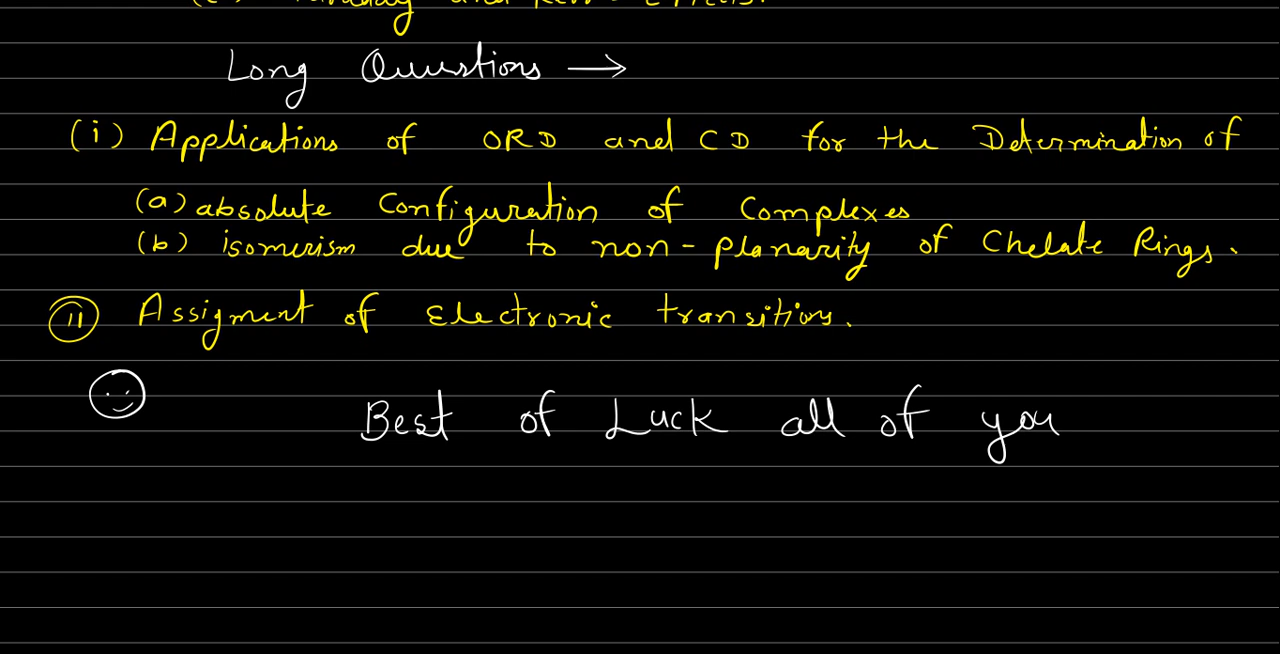 and
Long Questions →
(i) Applications of ORD and CD for the Determination of
(a) absolute Configuration of Complexes
(b) isomerism due to non-planarity of Chelate Rings.
(ii) Assigment of Electronic transitions.
Best of Luck all of you